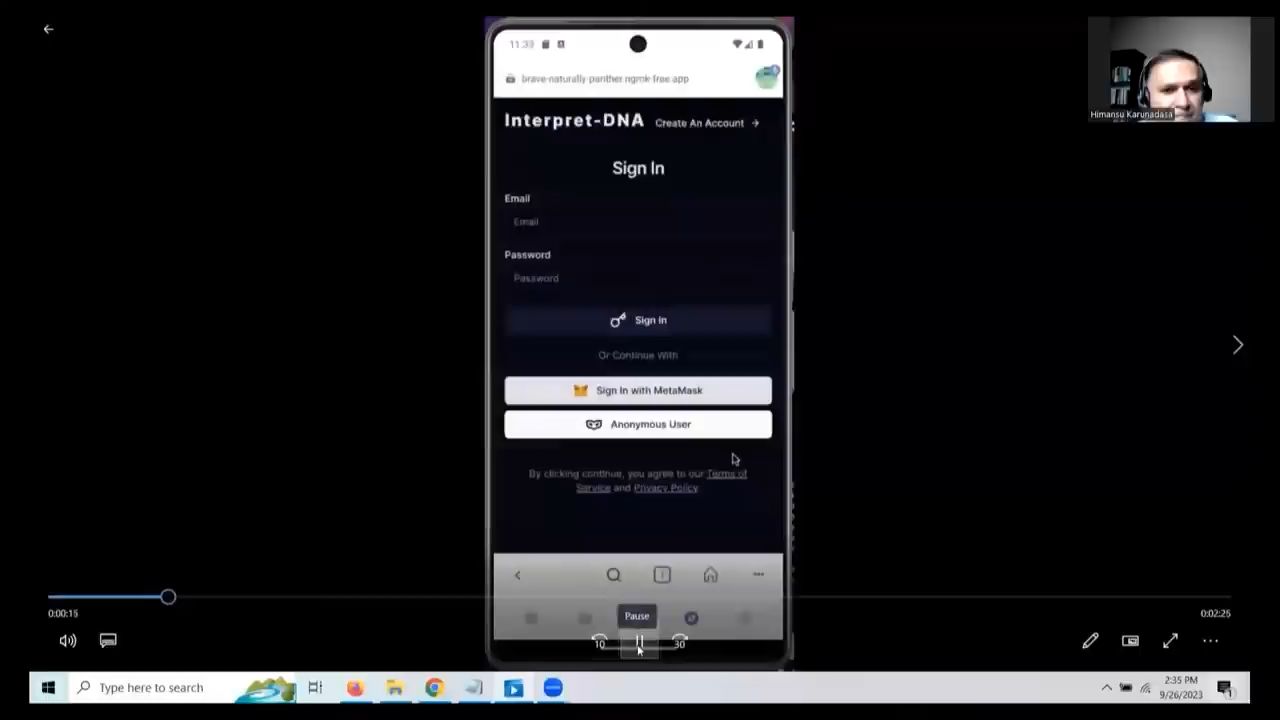 11:39
brave-naturally-panther.ngrok-free.app
Interpret-DNA Create An Account →
Sign In
Email
Email
Password
Password
Sign In
Or Continue With
Sign In with MetaMask
Anonymous User
By clicking continue, you agree to our Terms of
Service and Privacy Policy.
Himansu Karunadasa
Pause
0:00:15
0:02:25
10
30
Type here to search
2:35 PM
9/26/2023
1